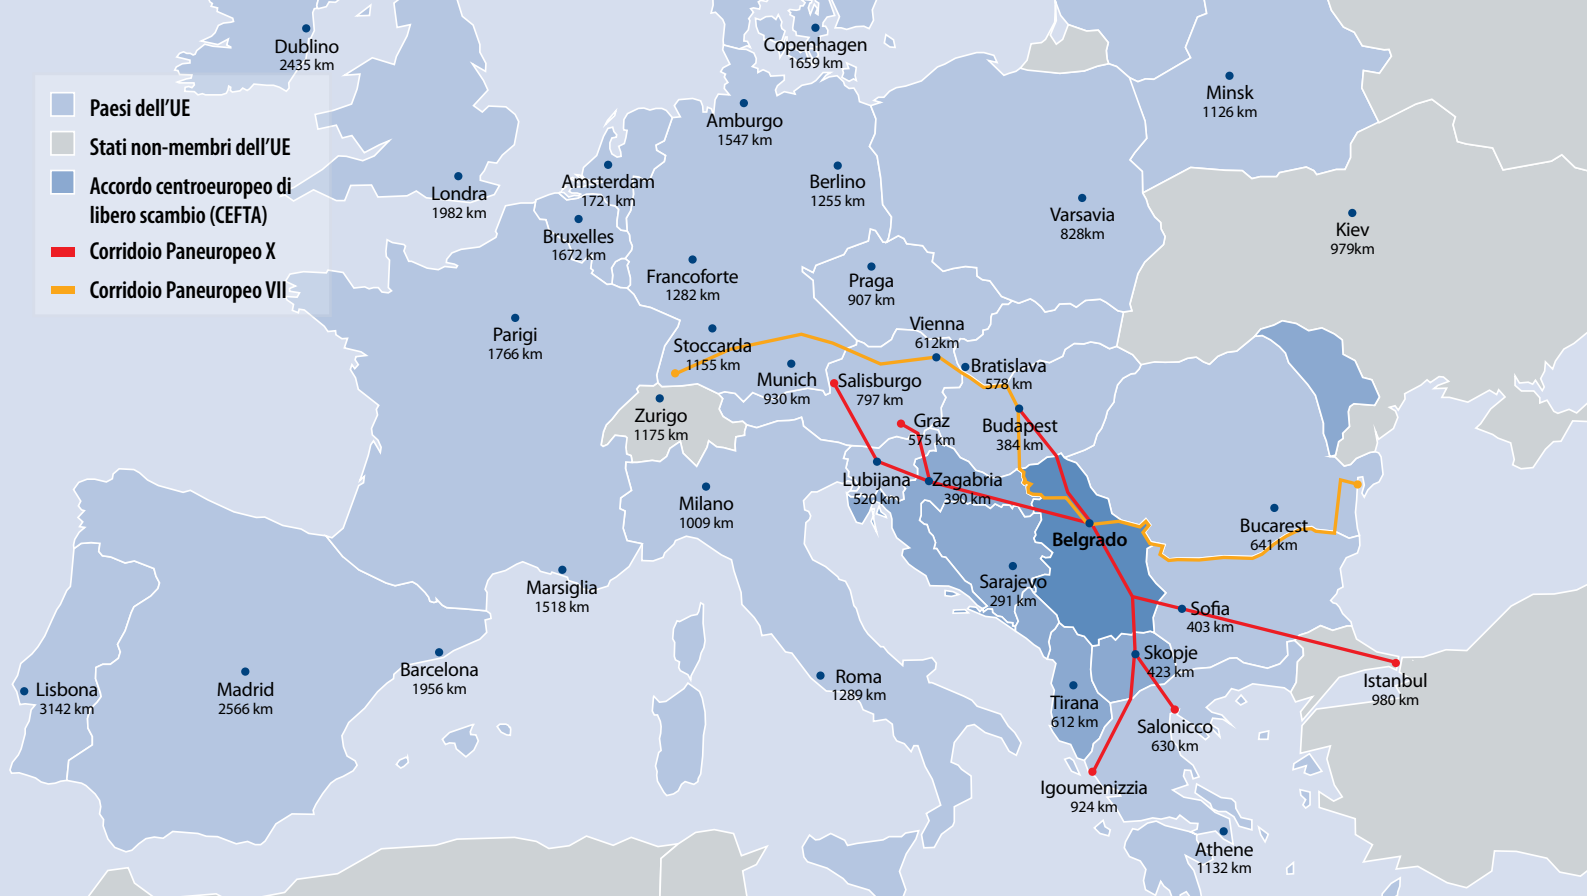 Paesi dell'UE
Stati non-membri dell'UE
Accordo centroeuropeo di
libero scambio (CEFTA)
Corridoio Paneuropeo X
Corridoio Paneuropeo VII
Dublino
2435 km
Copenhagen
1659 km
Minsk
1126 km
Amburgo
1547 km
Londra
1982 km
Amsterdam
1721 km
Berlino
1255 km
Varsavia
828km
Kiev
979km
Bruxelles
1672 km
Francoforte
1282 km
Praga
907 km
Parigi
1766 km
Stoccarda
1155 km
Vienna
612km
Munich
930 km
Salisburgo
797 km
Bratislava
578 km
Zurigo
1175 km
Graz
575 km
Budapest
384 km
Milano
1009 km
Lubijana
520 km
Zagabria
390 km
Belgrado
Bucarest
641 km
Marsiglia
1518 km
Sarajevo
291 km
Sofia
403 km
Lisbona
3142 km
Madrid
2566 km
Barcelona
1956 km
Roma
1289 km
Skopje
423 km
Istanbul
980 km
Tirana
612 km
Salonicco
630 km
Igoumenizzia
924 km
Athene
1132 km